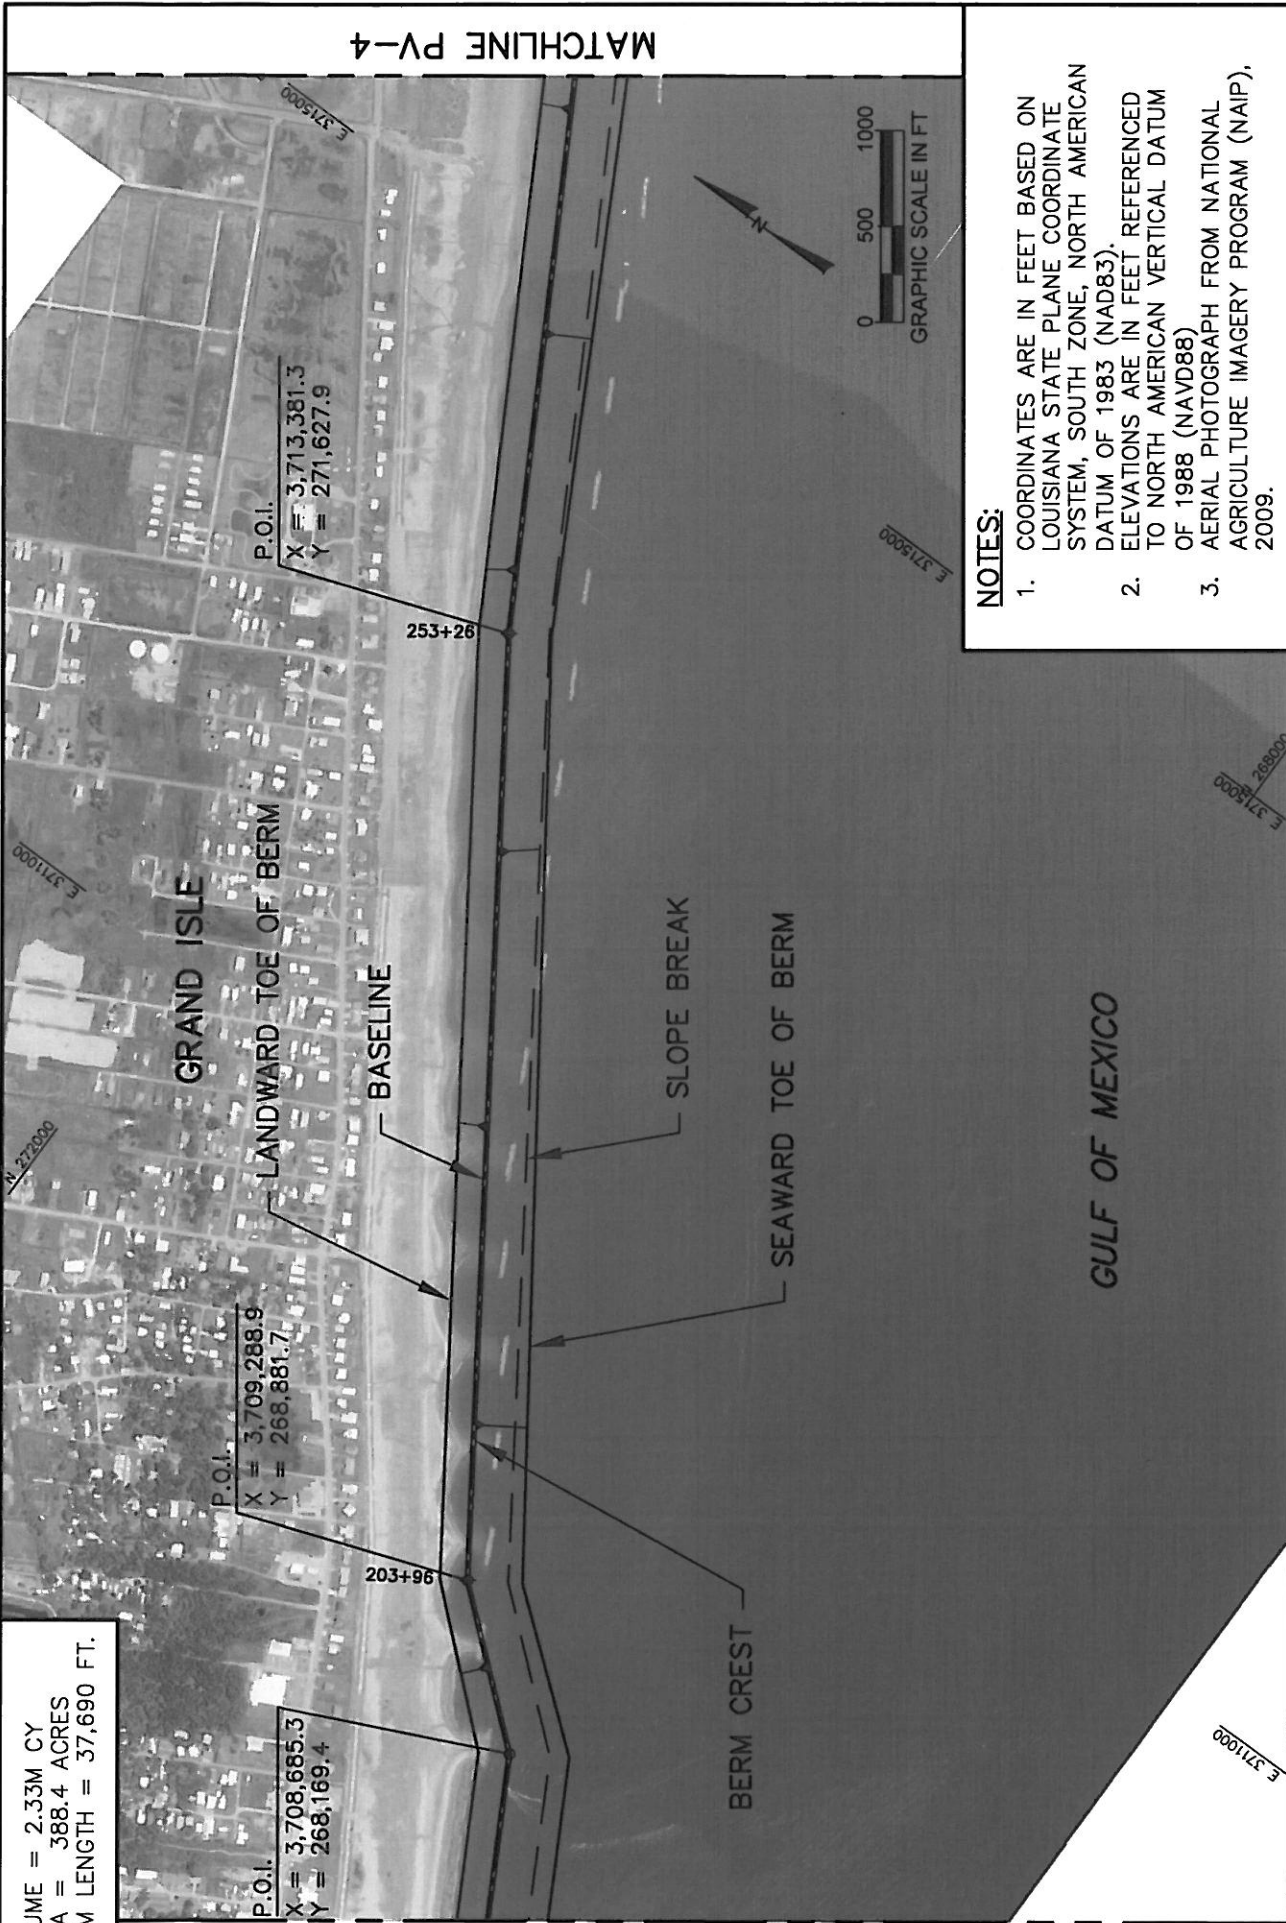 UME = 2.33M CY
A = 388.4 ACRES
M LENGTH = 37,690 FT.
P.O.I.
X = 3,708,685.3
Y = 268,169.4
P.O.I.
X = 3,709,288.9
Y = 268,881.7
203+96
P.O.I.
X = 3,713,381.3
Y = 271,627.9
253+26
N 272000
E 3711000
E 3715000
GRAND ISLE
LANDWARD TOE OF BERM
BASELINE
SLOPE BREAK
SEAWARD TOE OF BERM
BERM CREST
GULF OF MEXICO
E 3711000
E 3715000
E 3715000
N 268000
MATCHLINE PV-4
N
0 500 1000
GRAPHIC SCALE IN FT
NOTES:
1. COORDINATES ARE IN FEET BASED ON
LOUISIANA STATE PLANE COORDINATE
SYSTEM, SOUTH ZONE, NORTH AMERICAN
DATUM OF 1983 (NAD83).
2. ELEVATIONS ARE IN FEET REFERENCED
TO NORTH AMERICAN VERTICAL DATUM
OF 1988 (NAVD88)
3. AERIAL PHOTOGRAPH FROM NATIONAL
AGRICULTURE IMAGERY PROGRAM (NAIP),
2009.